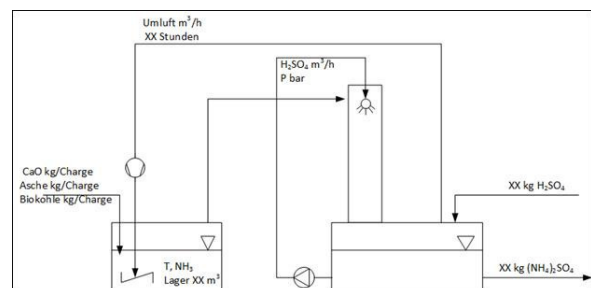 Umluft m³/h
XX Stunden
H₂SO₄ m³/h
P bar
CaO kg/Charge
Asche kg/Charge
Biokohle kg/Charge
XX kg H₂SO₄
T, NH₃
Lager XX m³
XX kg (NH₄)₂SO₄